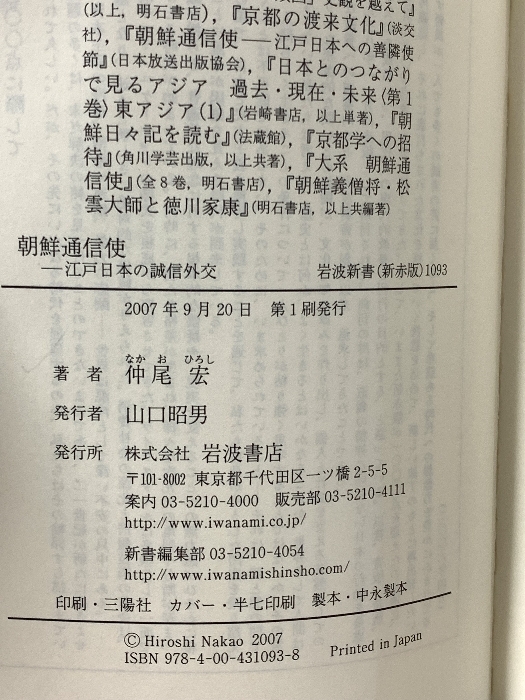 (以上，明石書店)，『京都の渡来文化』(淡交
社)，『朝鮮通信使——江戸日本への善隣使
節』(日本放送出版協会)，『日本とのつながり
で見るアジア　過去・現在・未来〈第1
巻〉東アジア(1)』(岩崎書店，以上単著)，『朝
鮮日々記を読む』(法蔵館)，『京都学への招
待』(角川学芸出版，以上共著)，『大系　朝鮮通
信使』(全8巻，明石書店)，『朝鮮義僧将・松
雲大師と徳川家康』(明石書店，以上共編著)
朝鮮通信使
——江戸日本の誠信外交　岩波新書(新赤版)1093
2007年9月20日　第1刷発行
なか　お　ひろし
著　者　仲尾　宏
発行者　山口昭男
発行所　株式会社　岩波書店
〒101-8002　東京都千代田区一ツ橋2-5-5
案内 03-5210-4000　販売部 03-5210-4111
http://www.iwanami.co.jp/
新書編集部 03-5210-4054
http://www.iwanamishinsho.com/
印刷・三陽社　カバー・半七印刷　製本・中永製本
© Hiroshi Nakao 2007
ISBN 978-4-00-431093-8　Printed in Japan